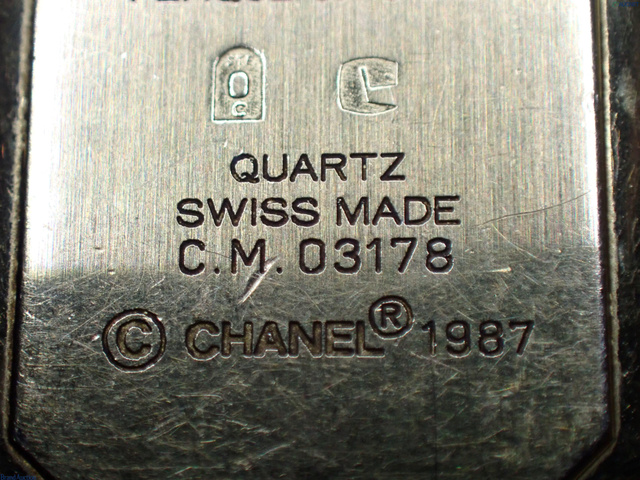 QUARTZ
SWISS MADE
C.M. 03178
© CHANEL® 1987